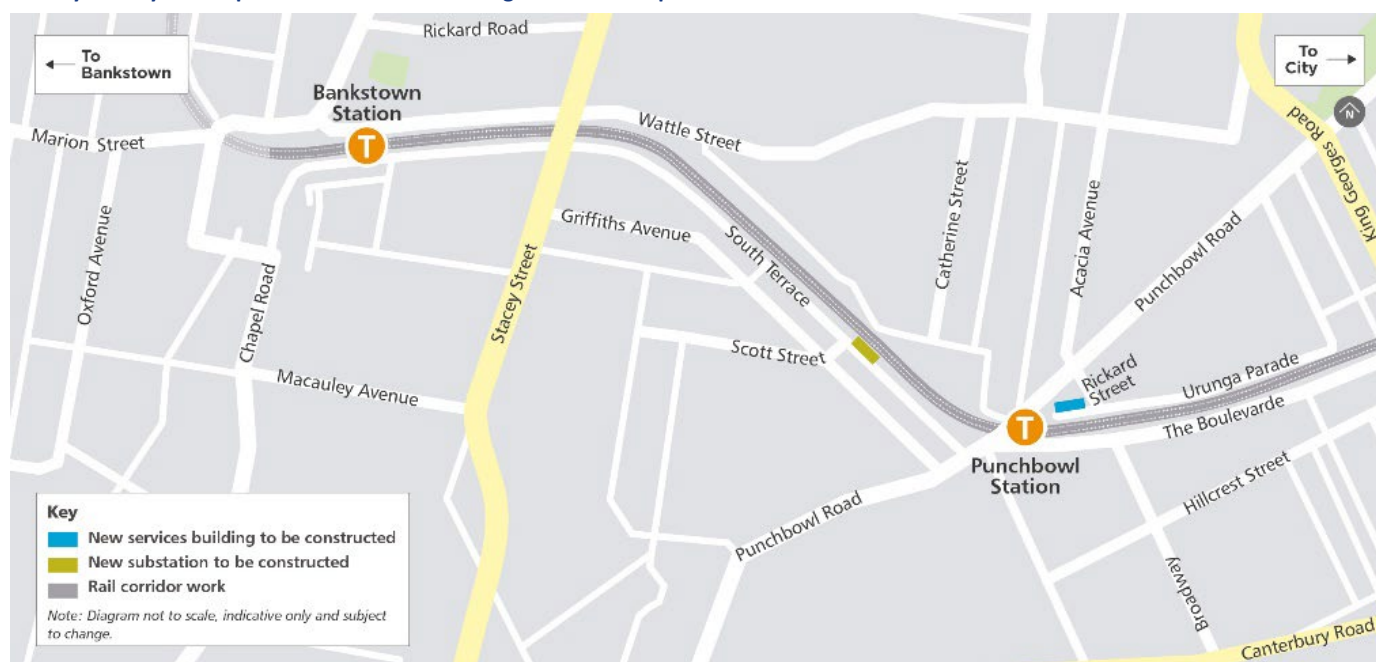 To
Bankstown
Rickard Road
To
City
N
Bankstown
Station
T
Marion Street
Wattle Street
King Georges Road
Griffiths Avenue
South Terrace
Catherine Street
Acacia Avenue
Punchbowl Road
Oxford Avenue
Chapel Road
Stacey Street
Scott Street
Macauley Avenue
Rickard
Street
Urunga Parade
The Boulevarde
T
Punchbowl
Station
Hillcrest Street
Punchbowl Road
Broadway
Canterbury Road
Key
New services building to be constructed
New substation to be constructed
Rail corridor work
Note: Diagram not to scale, indicative only and subject
to change.